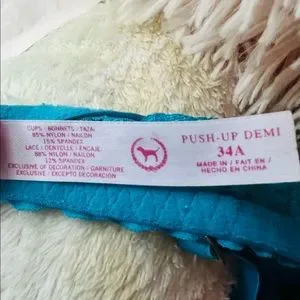 CUPS / BONNETS / TAZA:
85% NYLON / NAILON
15% SPANDEX
LACE / DENTELLE / ENCAJE:
88% NYLON / NAILON
12% SPANDEX
EXCLUSIVE OF DECORATION / GARNITURE
EXCLUSIVE / EXCEPTO DECORACION
PUSH-UP DEMI
34A
MADE IN / FAIT EN /
HECHO EN CHINA